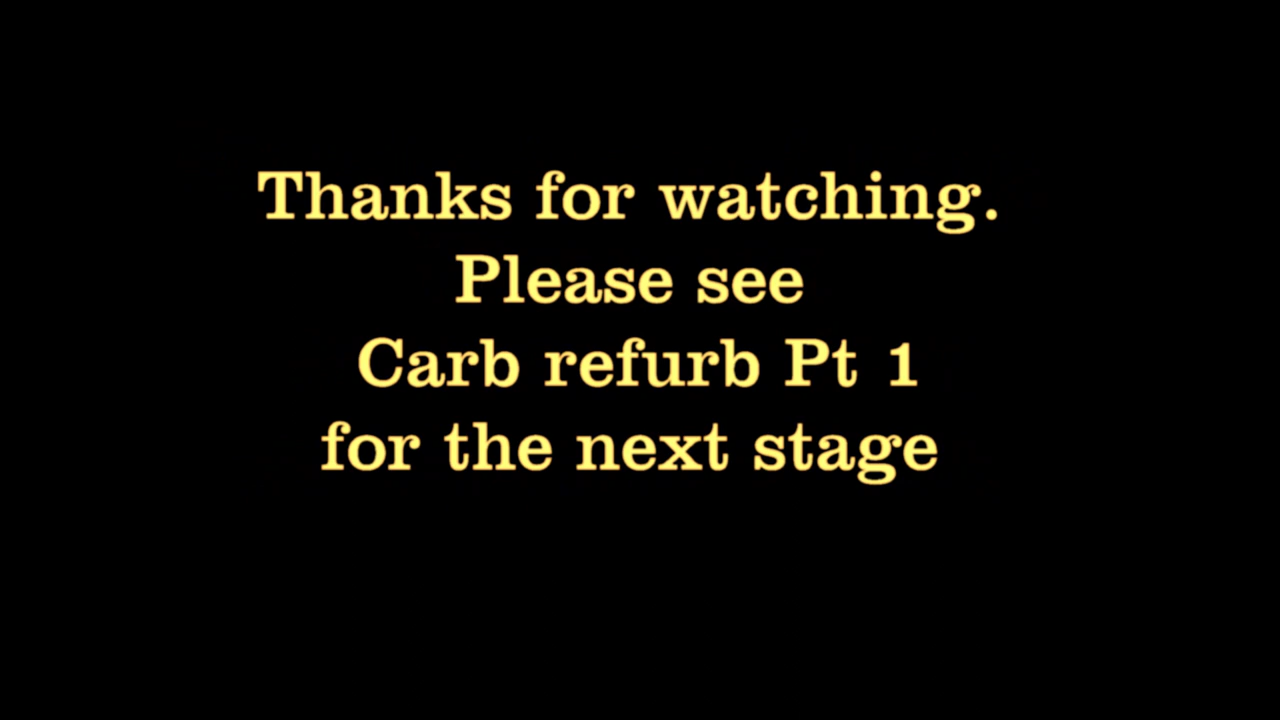 Thanks for watching.
Please see
Carb refurb Pt 1
for the next stage